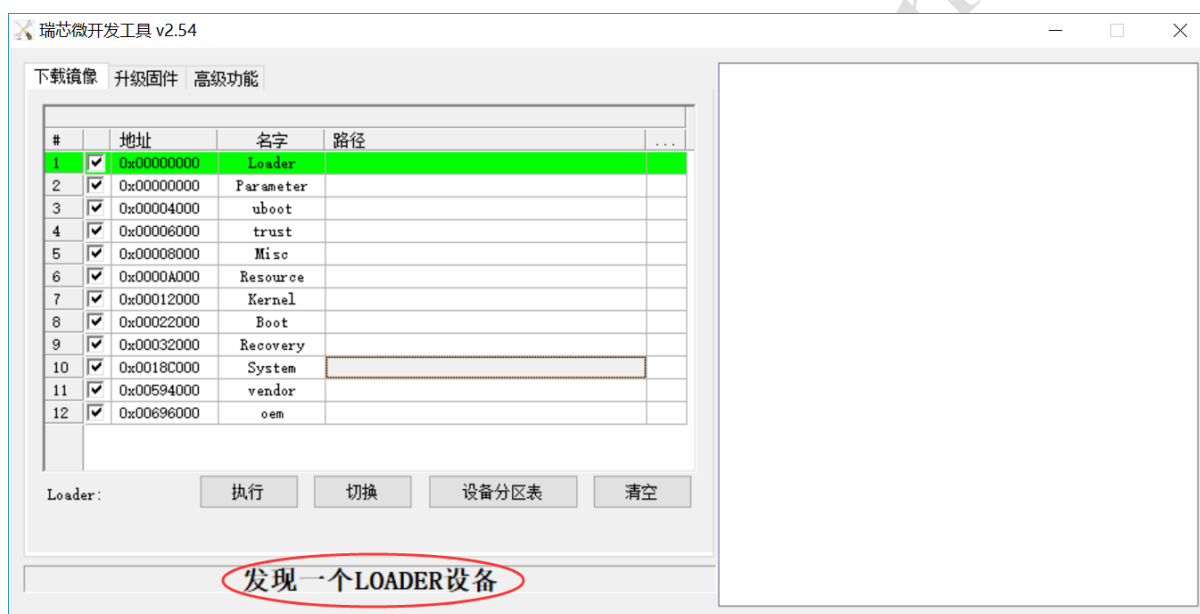 瑞芯微开发工具 v2.54
下载镜像 升级固件 高级功能
# 地址 名字 路径 ...
1 0x00000000 Loader
2 0x00000000 Parameter
3 0x00004000 uboot
4 0x00006000 trust
5 0x00008000 Misc
6 0x0000A000 Resource
7 0x00012000 Kernel
8 0x00022000 Boot
9 0x00032000 Recovery
10 0x0018C000 System
11 0x00594000 vendor
12 0x00696000 oem
Loader: 执行 切换 设备分区表 清空
发现一个LOADER设备